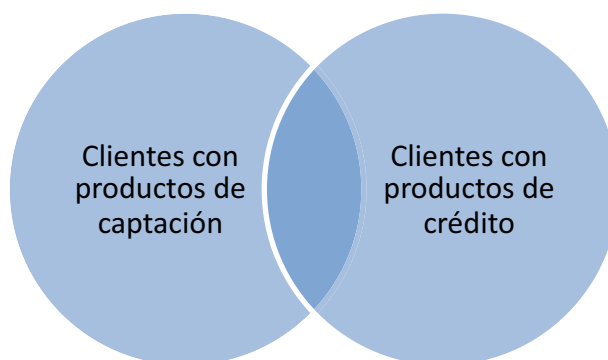 Clientes con
productos de
captación
Clientes con
productos de
crédito